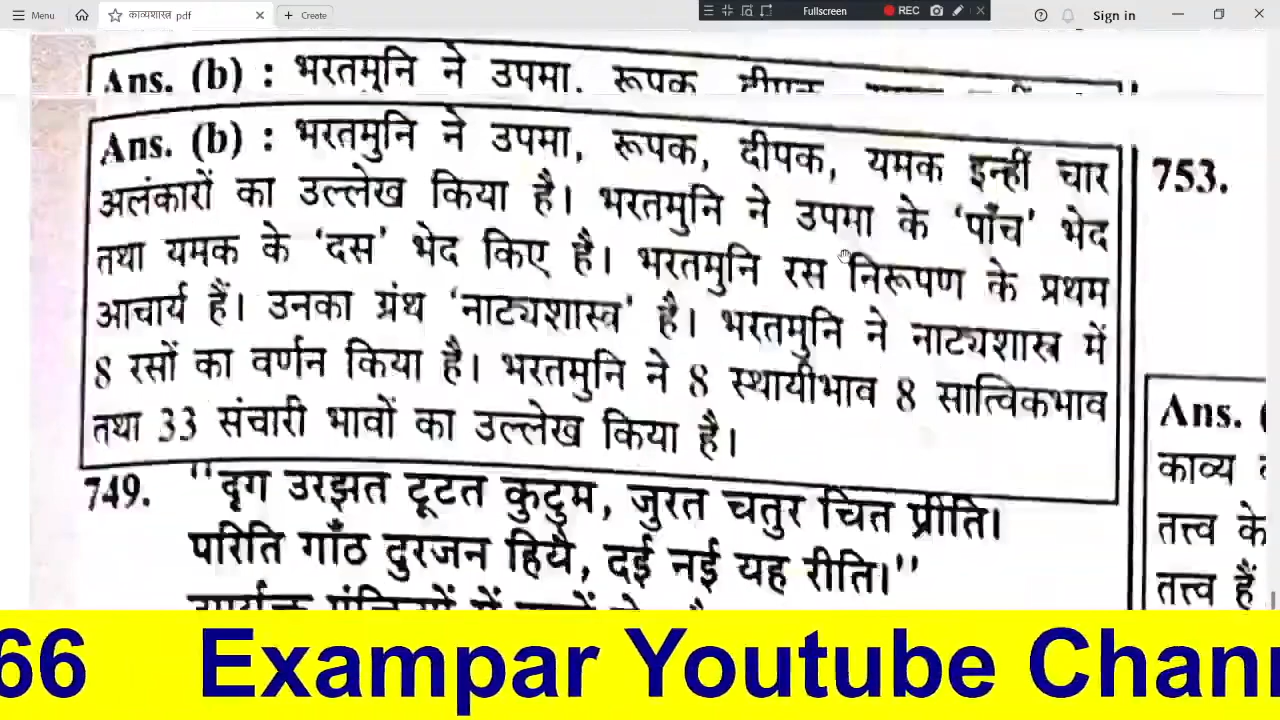 Menu
काव्यशास्त्र pdf
Create
Fullscreen
REC
Sign in
Ans. (b) : भरतमुनि ने उपमा, रूपक दीपक
Ans. (b) : भरतमुनि ने उपमा, रूपक, दीपक, यमक इन्हीं चार
अलंकारों का उल्लेख किया है। भरतमुनि ने उपमा के ‘पाँच’ भेद
तथा यमक के ‘दस’ भेद किए है। भरतमुनि रस निरूपण के प्रथम
आचार्य हैं। उनका ग्रंथ ‘नाट्यशास्त्र’ है। भरतमुनि ने नाट्यशास्त्र में
8 रसों का वर्णन किया है। भरतमुनि ने 8 स्थायीभाव 8 सात्विकभाव
तथा 33 संचारी भावों का उल्लेख किया है।
749. "दृग उरझत टूटत कुटुम, जुरत चतुर चित प्रीति।
परिति गाँठ दुरजन हियै, दई नई यह रीति।"
753.
Ans. (
काव्य
तत्त्व के
तत्त्व हैं
66 Exampar Youtube Chann